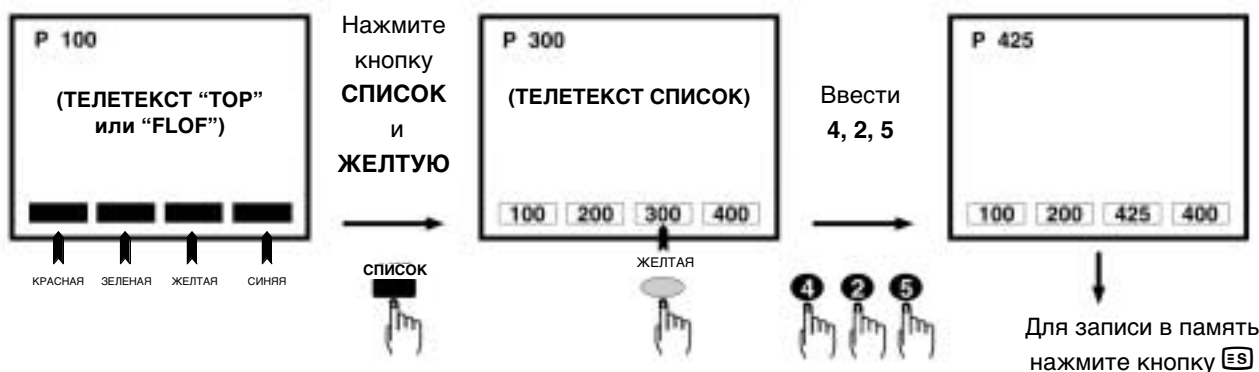 P 100
(ТЕЛЕТЕКСТ “TOP”
или “FLOF”)
КРАСНАЯ ЗЕЛЕНАЯ ЖЕЛТАЯ СИНЯЯ
Нажмите
кнопку
СПИСОК
и
ЖЕЛТУЮ
СПИСОК
P 300
(ТЕЛЕТЕКСТ СПИСОК)
100 200 300 400
ЖЕЛТАЯ
Ввести
4, 2, 5
4 2 5
P 425
100 200 425 400
Для записи в память
нажмите кнопку ES